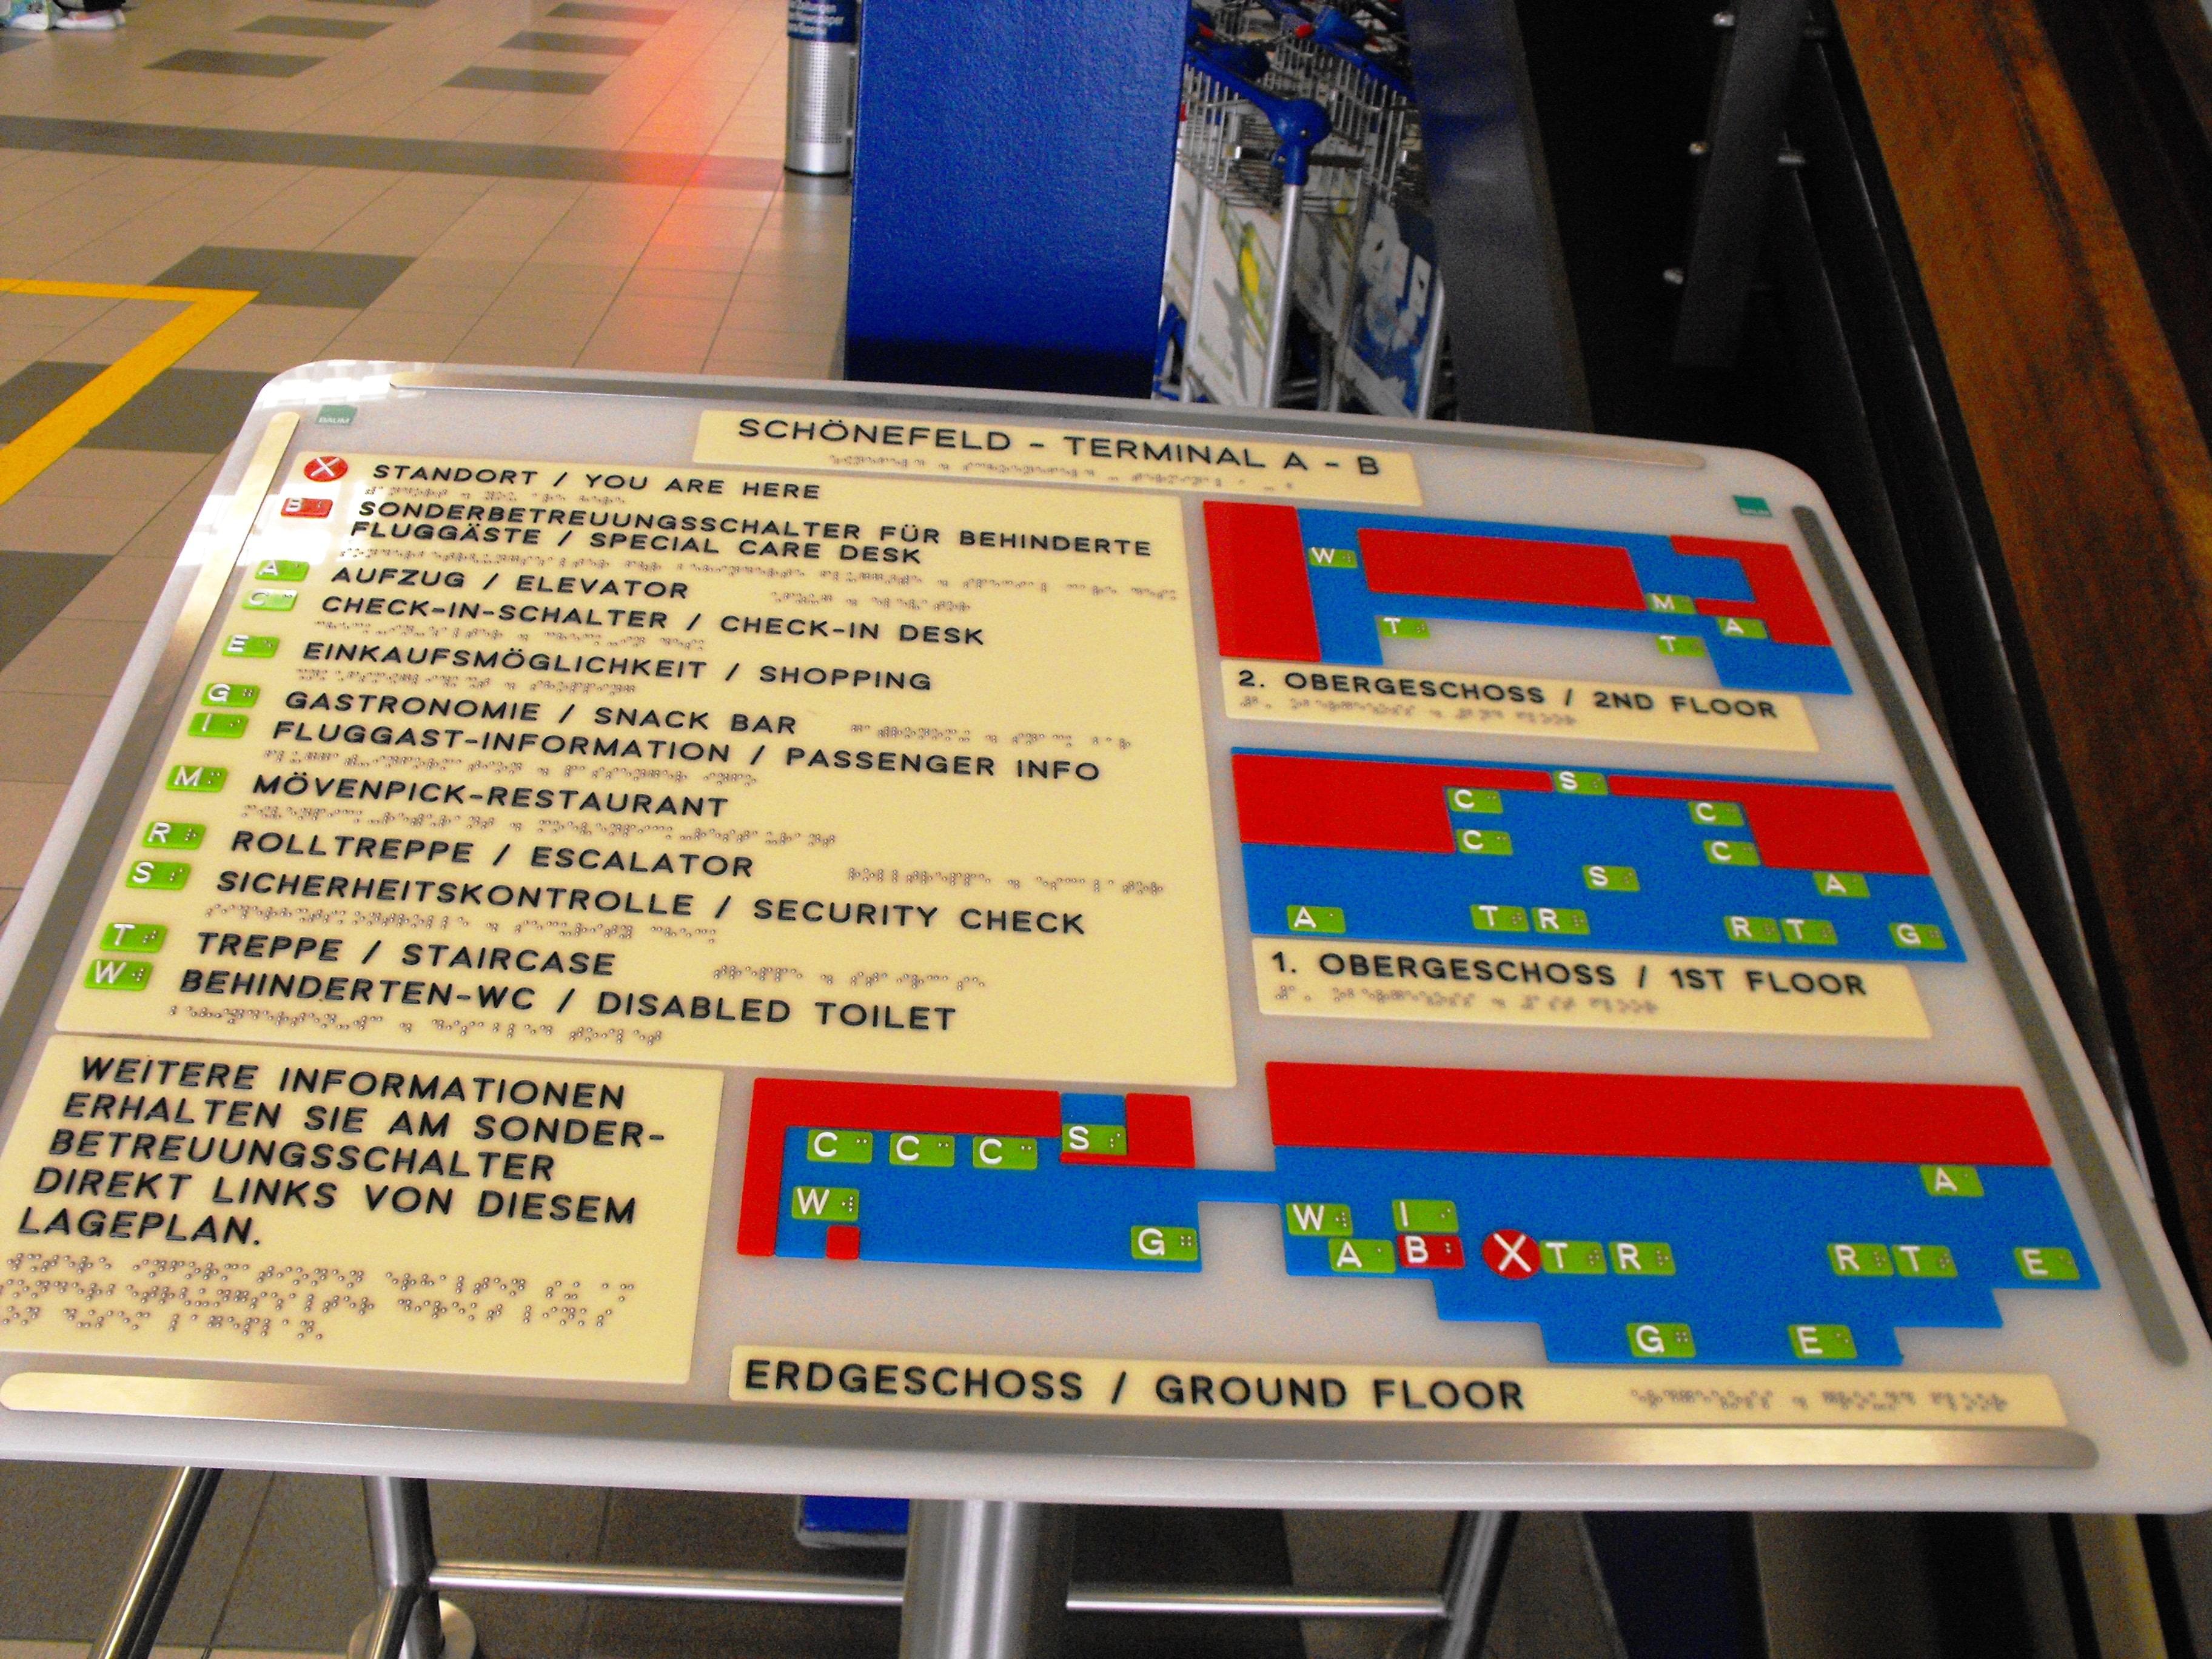 Zeitungen
BAUM
SCHÖNEFELD - TERMINAL A - B
BAUM
X STANDORT / YOU ARE HERE
B SONDERBETREUUNGSSCHALTER FÜR BEHINDERTE
FLUGGÄSTE / SPECIAL CARE DESK
A AUFZUG / ELEVATOR
C CHECK-IN-SCHALTER / CHECK-IN DESK
E EINKAUFSMÖGLICHKEIT / SHOPPING
G GASTRONOMIE / SNACK BAR
I FLUGGAST-INFORMATION / PASSENGER INFO
M MÖVENPICK-RESTAURANT
R ROLLTREPPE / ESCALATOR
S SICHERHEITSKONTROLLE / SECURITY CHECK
T TREPPE / STAIRCASE
W BEHINDERTEN-WC / DISABLED TOILET
WEITERE INFORMATIONEN
ERHALTEN SIE AM SONDER-
BETREUUNGSSCHALTER
DIREKT LINKS VON DIESEM
LAGEPLAN.
W
M
T T A
2. OBERGESCHOSS / 2ND FLOOR
S
C C
C C
S A
A T R R T G
1. OBERGESCHOSS / 1ST FLOOR
C C C S
W G
A
W I
A B X T R R T E
G E
ERDGESCHOSS / GROUND FLOOR